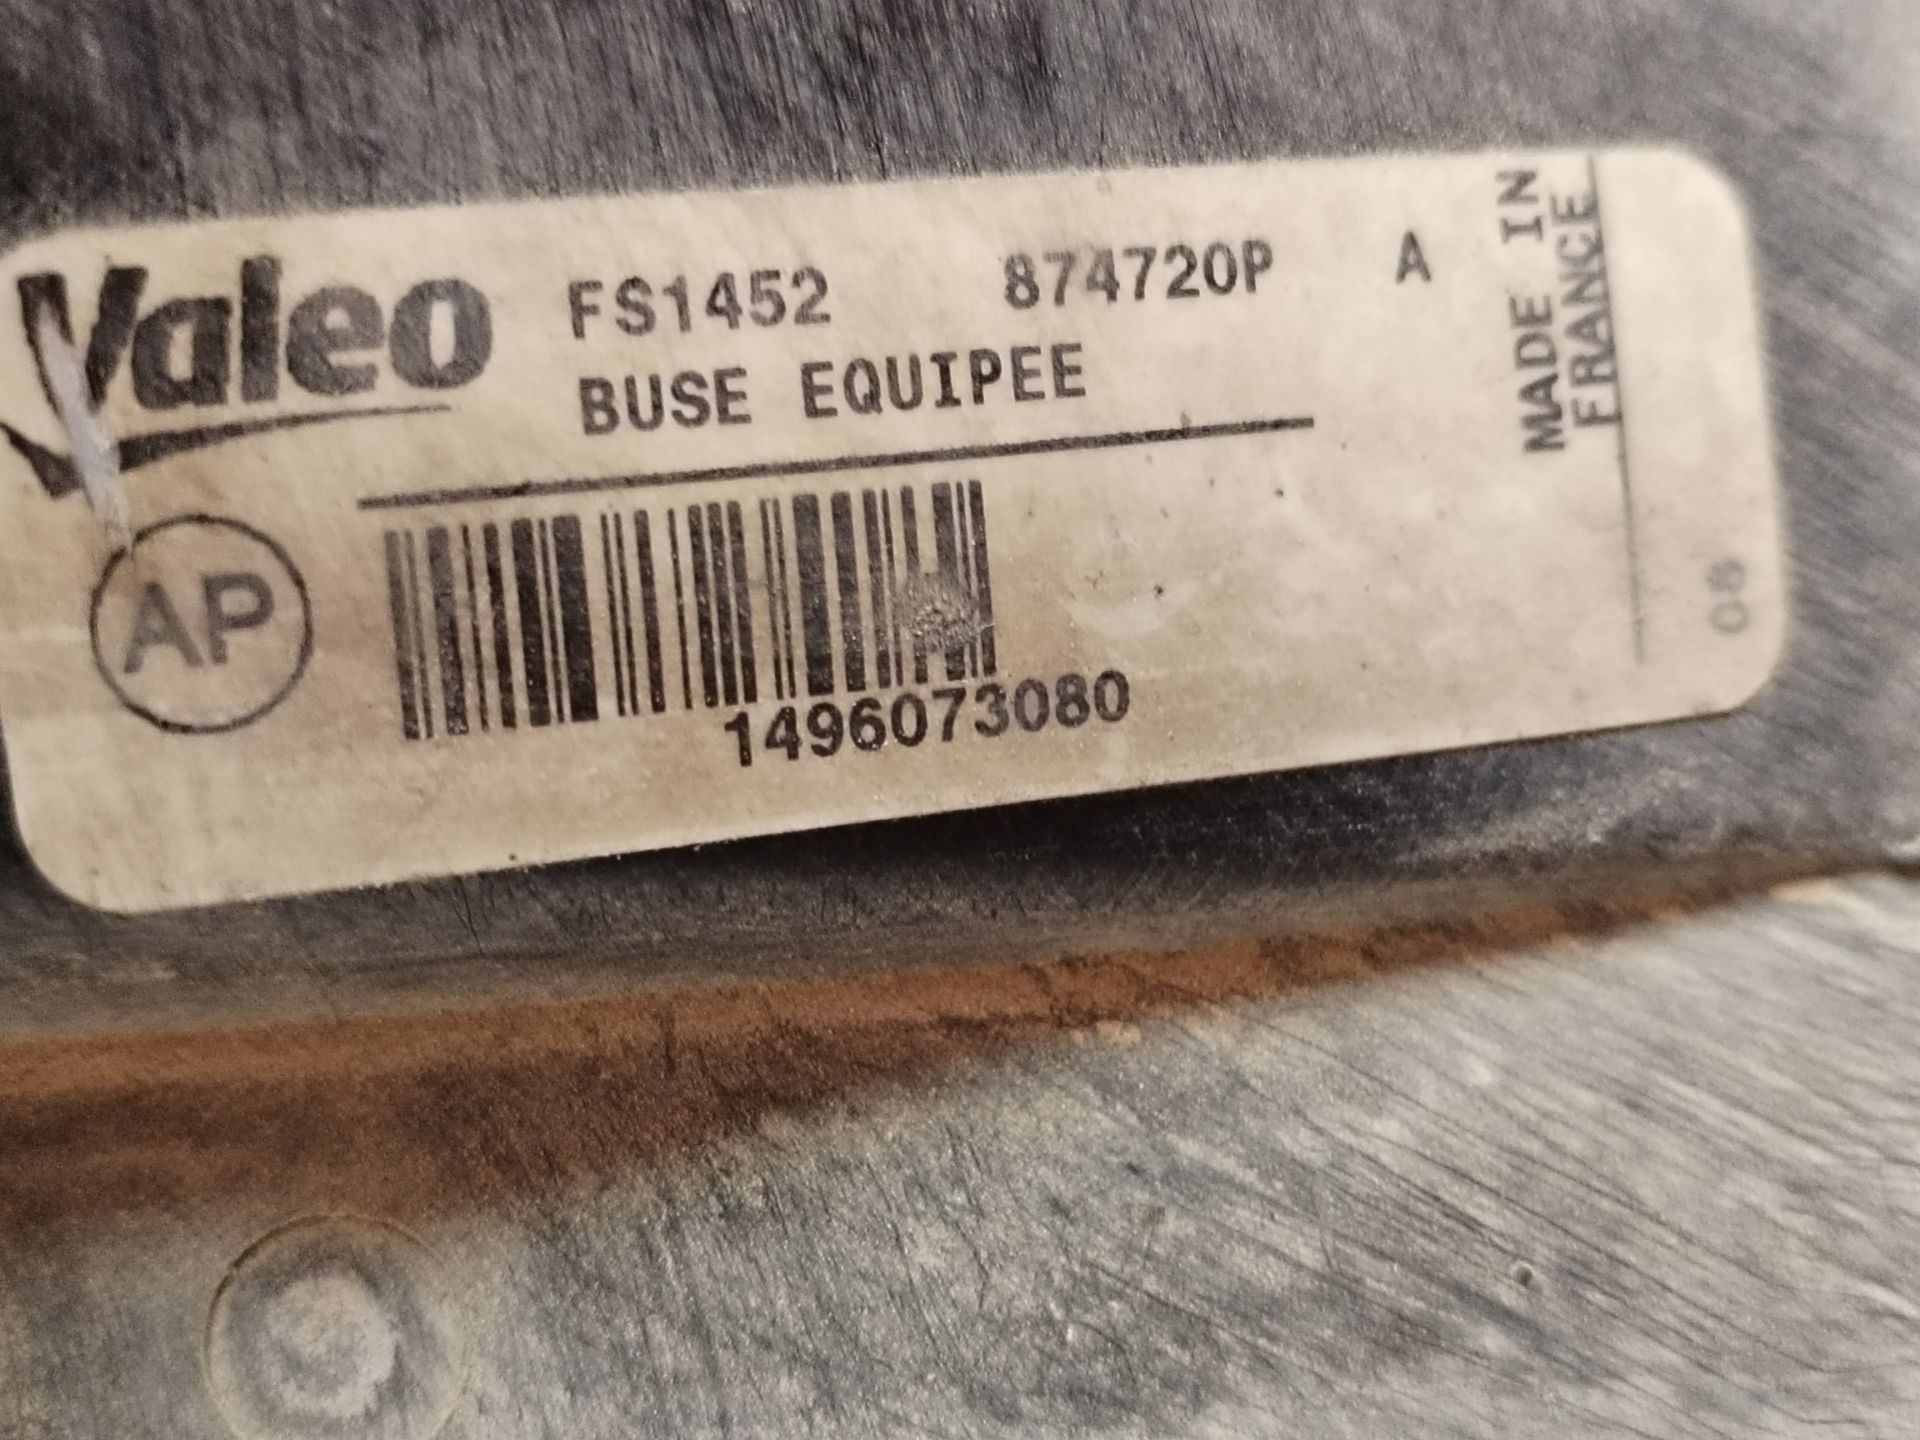 Valeo FS1452 874720P A
BUSE EQUIPEE
MADE IN
FRANCE
AP
1496073080
08